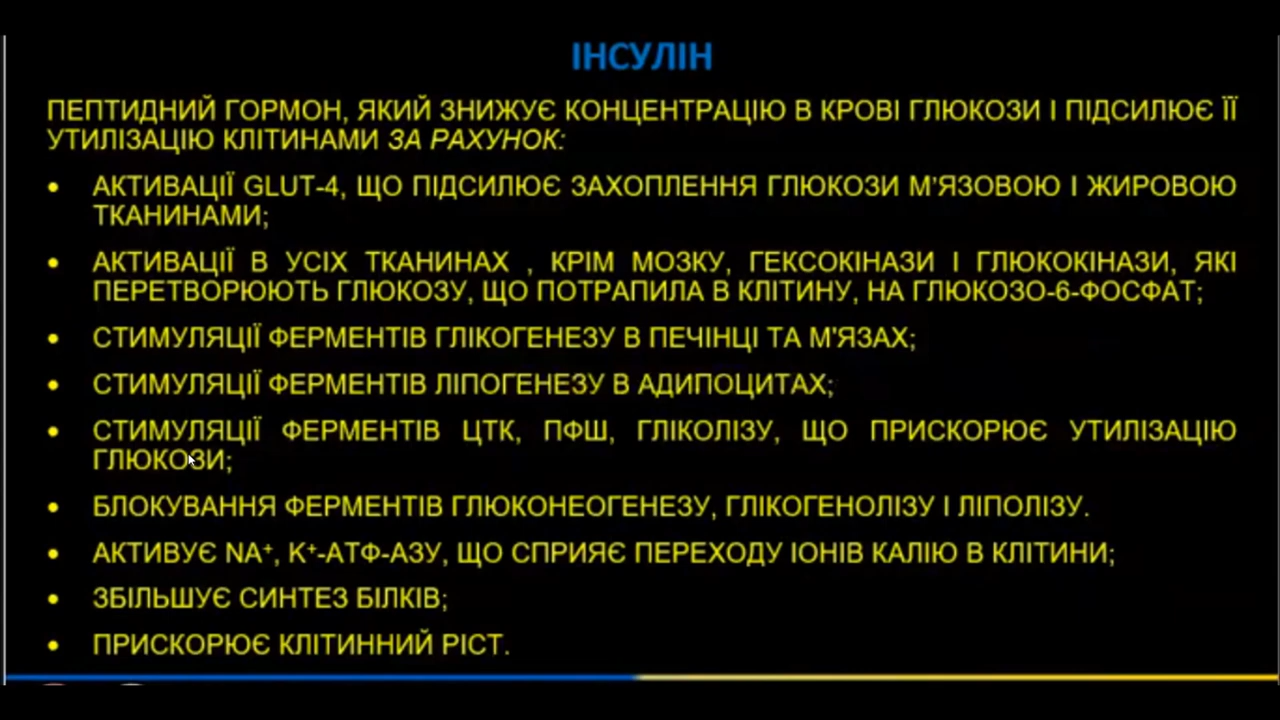 ІНСУЛІН
ПЕПТИДНИЙ ГОРМОН, ЯКИЙ ЗНИЖУЄ КОНЦЕНТРАЦІЮ В КРОВІ ГЛЮКОЗИ І ПІДСИЛЮЄ ЇЇ
УТИЛІЗАЦІЮ КЛІТИНАМИ ЗА РАХУНОК:
• АКТИВАЦІЇ GLUT-4, ЩО ПІДСИЛЮЄ ЗАХОПЛЕННЯ ГЛЮКОЗИ М’ЯЗОВОЮ І ЖИРОВОЮ
ТКАНИНАМИ;
• АКТИВАЦІЇ В УСІХ ТКАНИНАХ , КРІМ МОЗКУ, ГЕКСОКІНАЗИ І ГЛЮКОКІНАЗИ, ЯКІ
ПЕРЕТВОРЮЮТЬ ГЛЮКОЗУ, ЩО ПОТРАПИЛА В КЛІТИНУ, НА ГЛЮКОЗО-6-ФОСФАТ;
• СТИМУЛЯЦІЇ ФЕРМЕНТІВ ГЛІКОГЕНЕЗУ В ПЕЧІНЦІ ТА М'ЯЗАХ;
• СТИМУЛЯЦІЇ ФЕРМЕНТІВ ЛІПОГЕНЕЗУ В АДИПОЦИТАХ;
• СТИМУЛЯЦІЇ ФЕРМЕНТІВ ЦТК, ПФШ, ГЛІКОЛІЗУ, ЩО ПРИСКОРЮЄ УТИЛІЗАЦІЮ
ГЛЮКОЗИ;
• БЛОКУВАННЯ ФЕРМЕНТІВ ГЛЮКОНЕОГЕНЕЗУ, ГЛІКОГЕНОЛІЗУ І ЛІПОЛІЗУ.
• АКТИВУЄ NA⁺, K⁺-АТФ-АЗУ, ЩО СПРИЯЄ ПЕРЕХОДУ ІОНІВ КАЛІЮ В КЛІТИНИ;
• ЗБІЛЬШУЄ СИНТЕЗ БІЛКІВ;
• ПРИСКОРЮЄ КЛІТИННИЙ РІСТ.